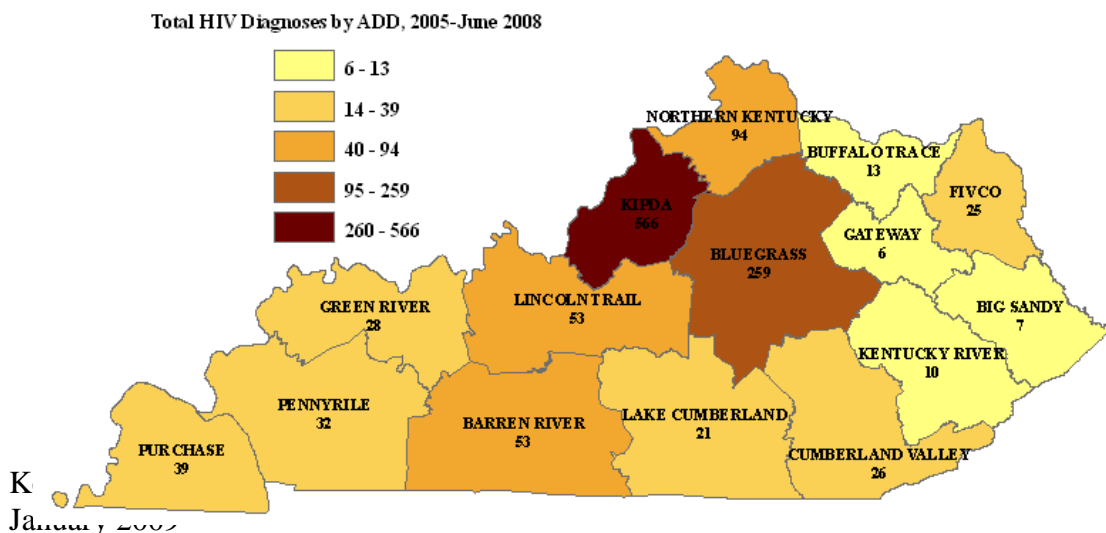 Total HIV Diagnoses by ADD, 2005-June 2008
6 - 13
14 - 39
40 - 94
95 - 259
260 - 566
NORTHERN KENTUCKY
94
BUFFALO TRACE
13
FIVCO
25
KIPDA
566
GATEWAY
6
BLUEGRASS
259
LINCOLN TRAIL
53
GREEN RIVER
28
BIG SANDY
7
KENTUCKY RIVER
10
PENNYRILE
32
LAKE CUMBERLAND
21
BARREN RIVER
53
PURCHASE
39
CUMBERLAND VALLEY
26
January 2009